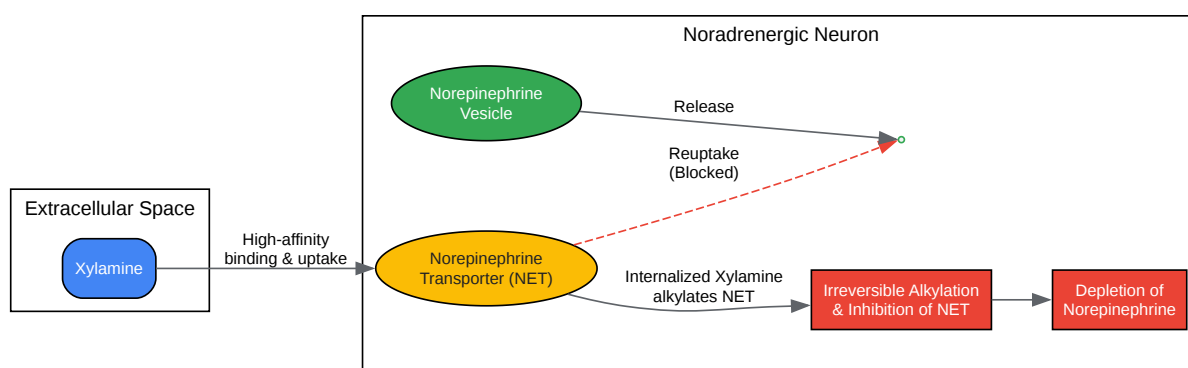 Noradrenergic Neuron
Norepinephrine
Vesicle
Release
Reuptake
(Blocked)
Extracellular Space
Xylamine
High-affinity
binding & uptake
Norepinephrine
Transporter (NET)
Internalized Xylamine
alkylates NET
Irreversible Alkylation
& Inhibition of NET
Depletion of
Norepinephrine